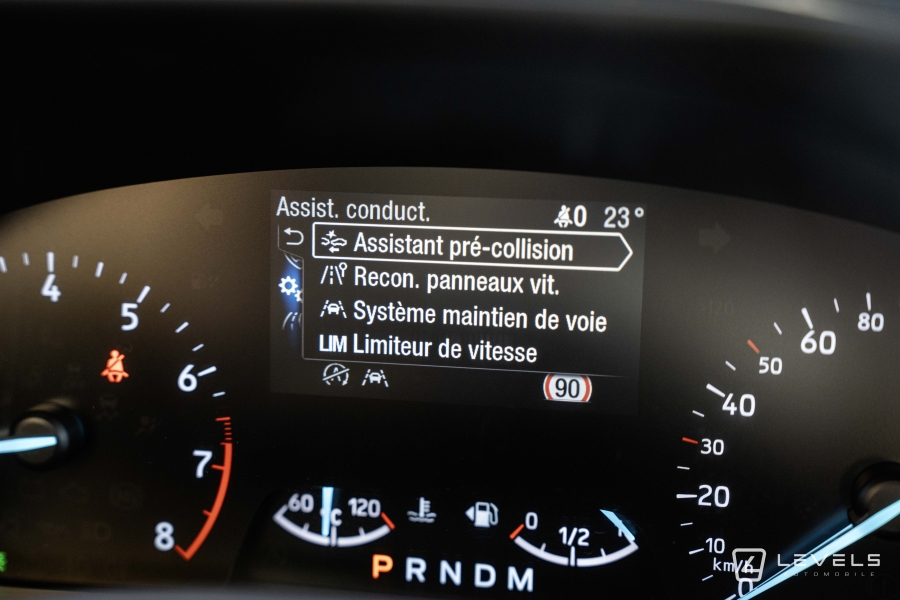 Assist. conduct. 0 23°
Assistant pré-collision
Recon. panneaux vit.
Système maintien de voie
LIM Limiteur de vitesse
90
4
5
6
7
8
80
60
50
40
30
20
10
km/h
0
60 °C 120
0 1/2 1
P R N D M
LEVELS
AUTOMOBILE